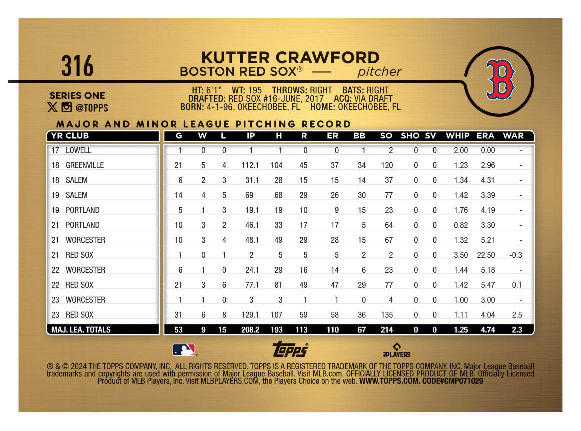 316
KUTTER CRAWFORD
BOSTON RED SOX® — pitcher
SERIES ONE
@TOPPS
HT: 6'1" WT: 195 THROWS: RIGHT BATS: RIGHT
DRAFTED: RED SOX #16-JUNE, 2017 ACQ: VIA DRAFT
BORN: 4-1-96, OKEECHOBEE, FL HOME: OKEECHOBEE, FL
B
MAJOR AND MINOR LEAGUE PITCHING RECORD
YR CLUB G W L IP H R ER BB SO SHO SV WHIP ERA WAR
17 LOWELL 1 0 0 1 1 0 0 1 2 0 0 2.00 0.00 -
18 GREENVILLE 21 5 4 112.1 104 45 37 34 120 0 0 1.23 2.96 -
18 SALEM 6 2 3 31.1 28 15 15 14 37 0 0 1.34 4.31 -
19 SALEM 14 4 5 69 68 29 26 30 77 0 0 1.42 3.39 -
19 PORTLAND 5 1 3 19.1 19 10 9 15 23 0 0 1.76 4.19 -
21 PORTLAND 10 3 2 46.1 33 17 17 5 64 0 0 0.82 3.30 -
21 WORCESTER 10 3 4 48.1 49 29 28 15 67 0 0 1.32 5.21 -
21 RED SOX 1 0 1 2 5 5 5 2 2 0 0 3.50 22.50 -0.3
22 WORCESTER 6 1 0 24.1 29 16 14 6 23 0 0 1.44 5.18 -
22 RED SOX 21 3 6 77.1 81 49 47 29 77 0 0 1.42 5.47 0.1
23 WORCESTER 1 1 0 3 3 1 1 0 4 0 0 1.00 3.00 -
23 RED SOX 31 6 8 129.1 107 59 58 36 135 0 0 1.11 4.04 2.5
MAJ. LEA. TOTALS 53 9 15 208.2 193 113 110 67 214 0 0 1.25 4.74 2.3
Topps
PLAYERS
® & © 2024 THE TOPPS COMPANY, INC. ALL RIGHTS RESERVED. TOPPS IS A REGISTERED TRADEMARK OF THE TOPPS COMPANY, INC. Major League Baseball
trademarks and copyrights are used with permission of Major League Baseball. Visit MLB.com. OFFICIALLY LICENSED PRODUCT OF MLB. Officially Licensed
Product of MLB Players, Inc. Visit MLBPLAYERS.COM, the Players Choice on the web. WWW.TOPPS.COM. CODE#CMP071029